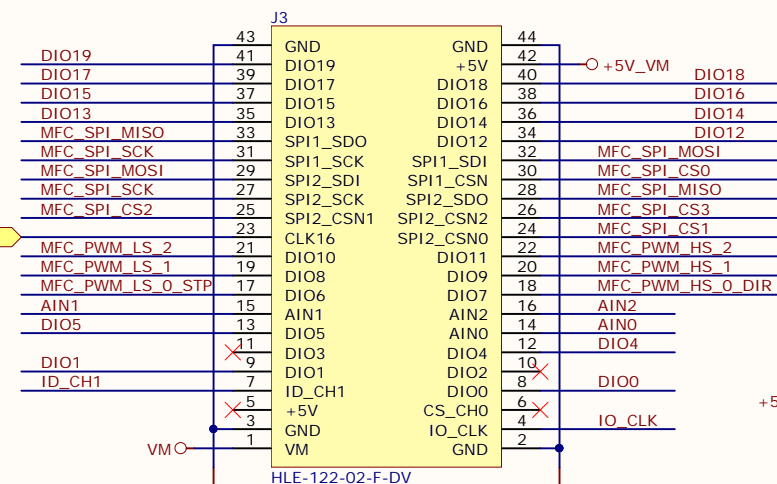 J3
43 GND GND 44
DIO19 41 DIO19 +5V 42 +5V_VM
DIO17 39 DIO17 DIO18 40 DIO18
DIO15 37 DIO15 DIO16 38 DIO16
DIO13 35 DIO13 DIO14 36 DIO14
MFC_SPI_MISO 33 SPI1_SDO DIO12 34 DIO12
MFC_SPI_SCK 31 SPI1_SCK SPI1_SDI 32 MFC_SPI_MOSI
MFC_SPI_MOSI 29 SPI2_SDI SPI1_CSN 30 MFC_SPI_CS0
MFC_SPI_SCK 27 SPI2_SCK SPI2_SDO 28 MFC_SPI_MISO
MFC_SPI_CS2 25 SPI2_CSN1 SPI2_CSN2 26 MFC_SPI_CS3
23 CLK16 SPI2_CSN0 24 MFC_SPI_CS1
MFC_PWM_LS_2 21 DIO10 DIO11 22 MFC_PWM_HS_2
MFC_PWM_LS_1 19 DIO8 DIO9 20 MFC_PWM_HS_1
MFC_PWM_LS_0_STP 17 DIO6 DIO7 18 MFC_PWM_HS_0_DIR
AIN1 15 AIN1 AIN2 16 AIN2
DIO5 13 DIO5 AIN0 14 AIN0
11 DIO3 DIO4 12 DIO4
DIO1 9 DIO1 DIO2 10
ID_CH1 7 ID_CH1 DIO0 8 DIO0
5 +5V CS_CH0 6 +5
3 GND IO_CLK 4 IO_CLK
VM 1 VM GND 2
HLE-122-02-F-DV